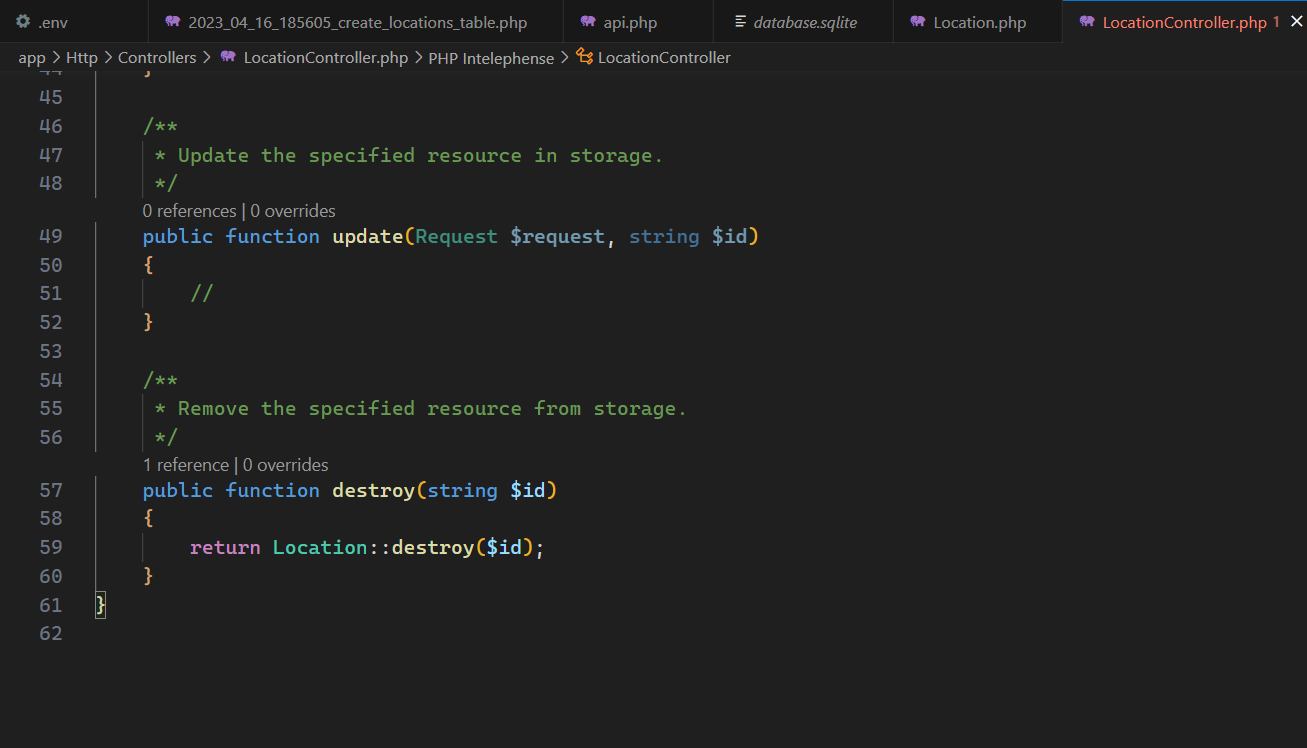 .env 2023_04_16_185605_create_locations_table.php api.php database.sqlite Location.php LocationController.php 1 ×
app > Http > Controllers > LocationController.php > PHP Intelephense > LocationController
44 }
45
46 /**
47 * Update the specified resource in storage.
48 */
0 references | 0 overrides
49 public function update(Request $request, string $id)
50 {
51 //
52 }
53
54 /**
55 * Remove the specified resource from storage.
56 */
1 reference | 0 overrides
57 public function destroy(string $id)
58 {
59 return Location::destroy($id);
60 }
61 }
62